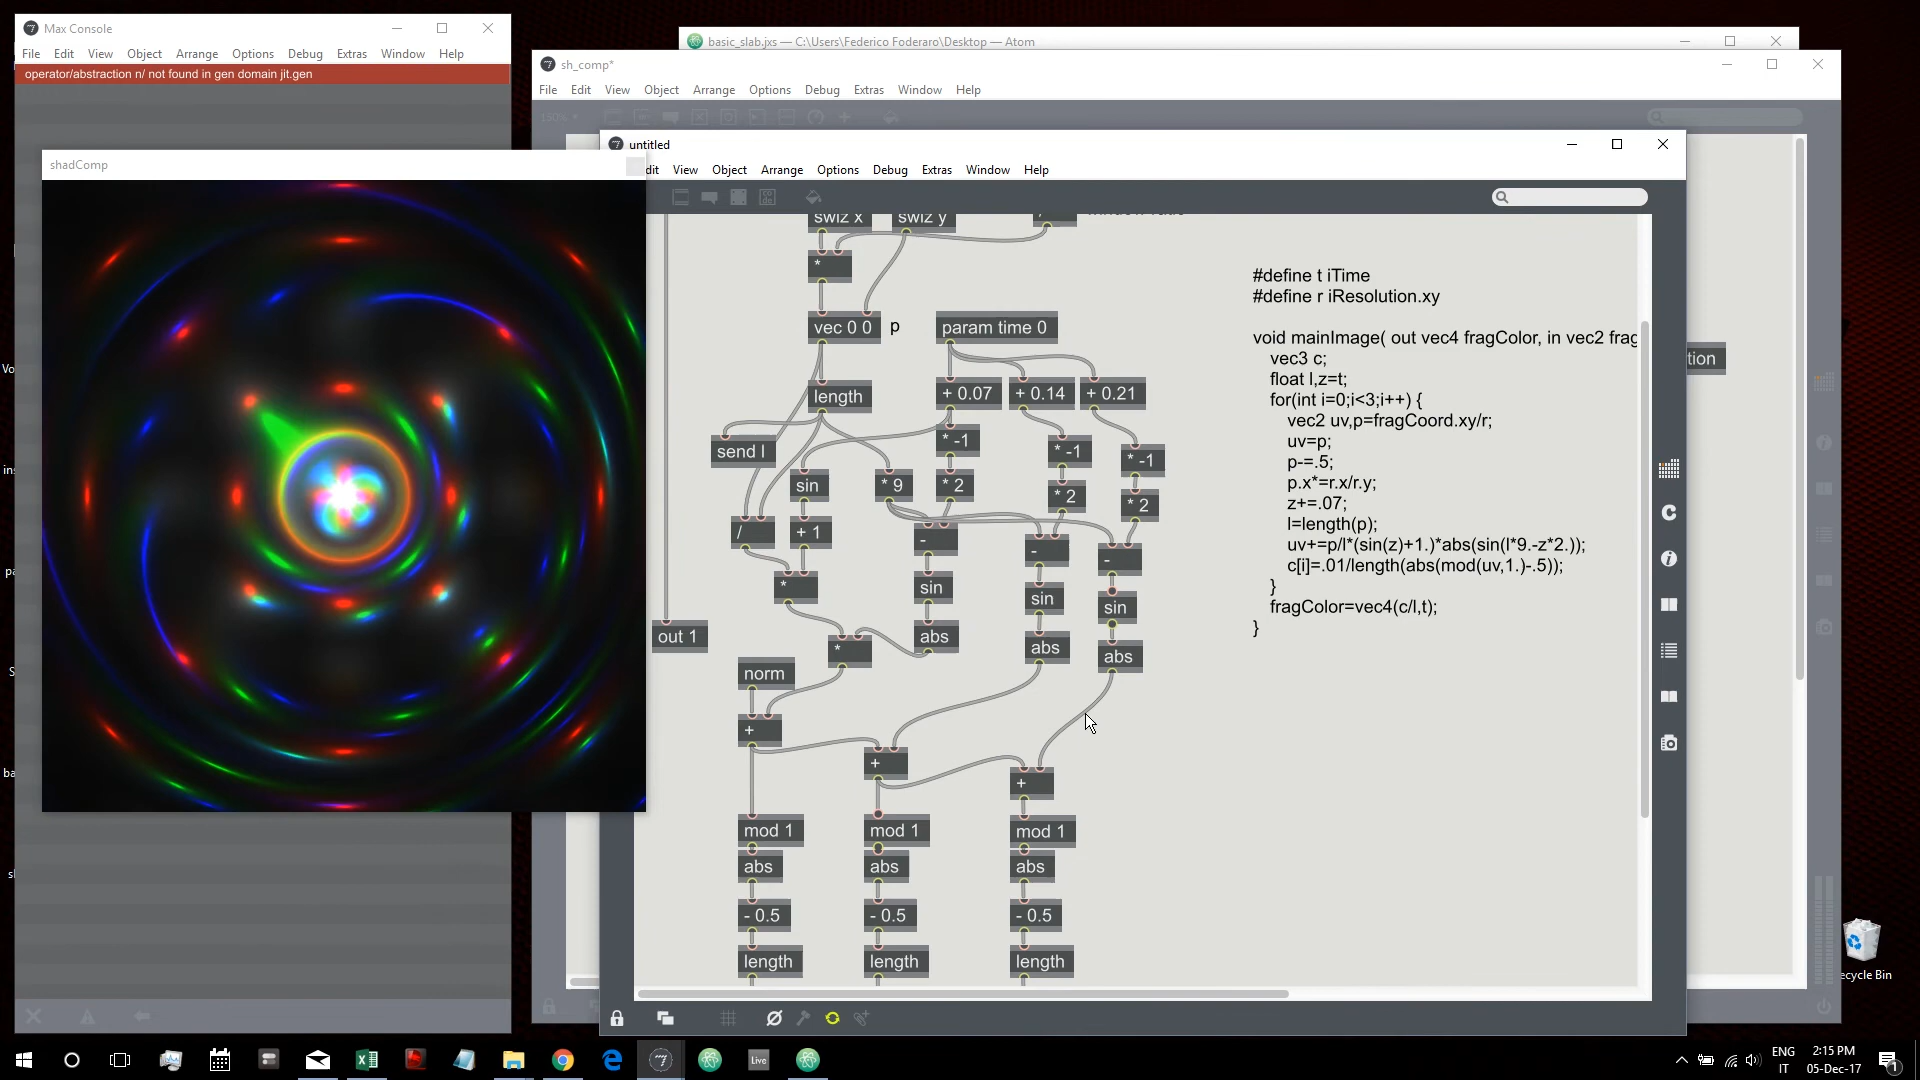 Max Console
File Edit View Object Arrange Options Debug Extras Window Help
operator/abstraction n/ not found in gen domain jit.gen
basic_slab.jxs — C:\Users\Federico Foderaro\Desktop — Atom
sh_comp*
File Edit View Object Arrange Options Debug Extras Window Help
150%
shadComp
untitled
dit View Object Arrange Options Debug Extras Window Help
swiz x
swiz y
*
vec 0 0
p
param time 0
length
+ 0.07
+ 0.14
+ 0.21
send l
* -1
* -1
* -1
sin
* 9
* 2
* 2
* 2
/
+ 1
-
-
-
*
sin
sin
sin
out 1
*
abs
abs
abs
norm
+
+
+
mod 1
mod 1
mod 1
abs
abs
abs
- 0.5
- 0.5
- 0.5
length
length
length
#define t iTime
#define r iResolution.xy
void mainImage( out vec4 fragColor, in vec2 frag
vec3 c;
float l,z=t;
for(int i=0;i<3;i++) {
vec2 uv,p=fragCoord.xy/r;
uv=p;
p-=.5;
p.x*=r.x/r.y;
z+=.07;
l=length(p);
uv+=p/l*(sin(z)+1.)*abs(sin(l*9.-z*2.));
c[i]=.01/length(abs(mod(uv,1.)-.5));
}
fragColor=vec4(c/l,t);
}
tion
ecycle Bin
Live
ENG
IT
2:15 PM
05-Dec-17
1